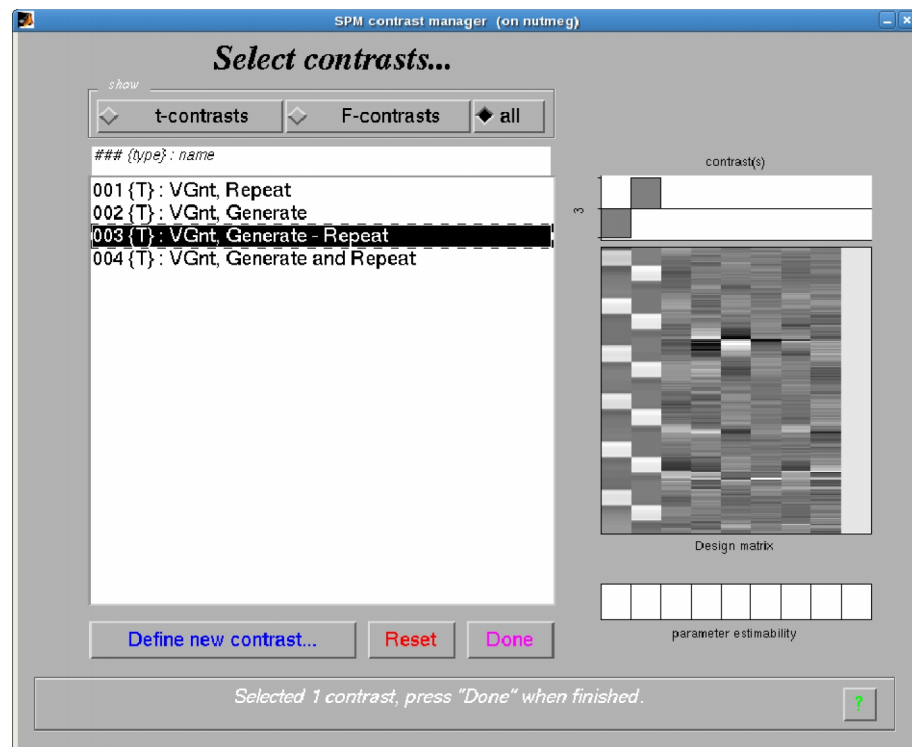 SPM contrast manager (on nutmeg)
Select contrasts...
show
t-contrasts F-contrasts all
### {type} : name
001 {T} : VGnt, Repeat
002 {T} : VGnt, Generate
003 {T} : VGnt, Generate - Repeat
004 {T} : VGnt, Generate and Repeat
contrast(s)
3
Design matrix
parameter estimability
Define new contrast... Reset Done
Selected 1 contrast, press "Done" when finished.
?